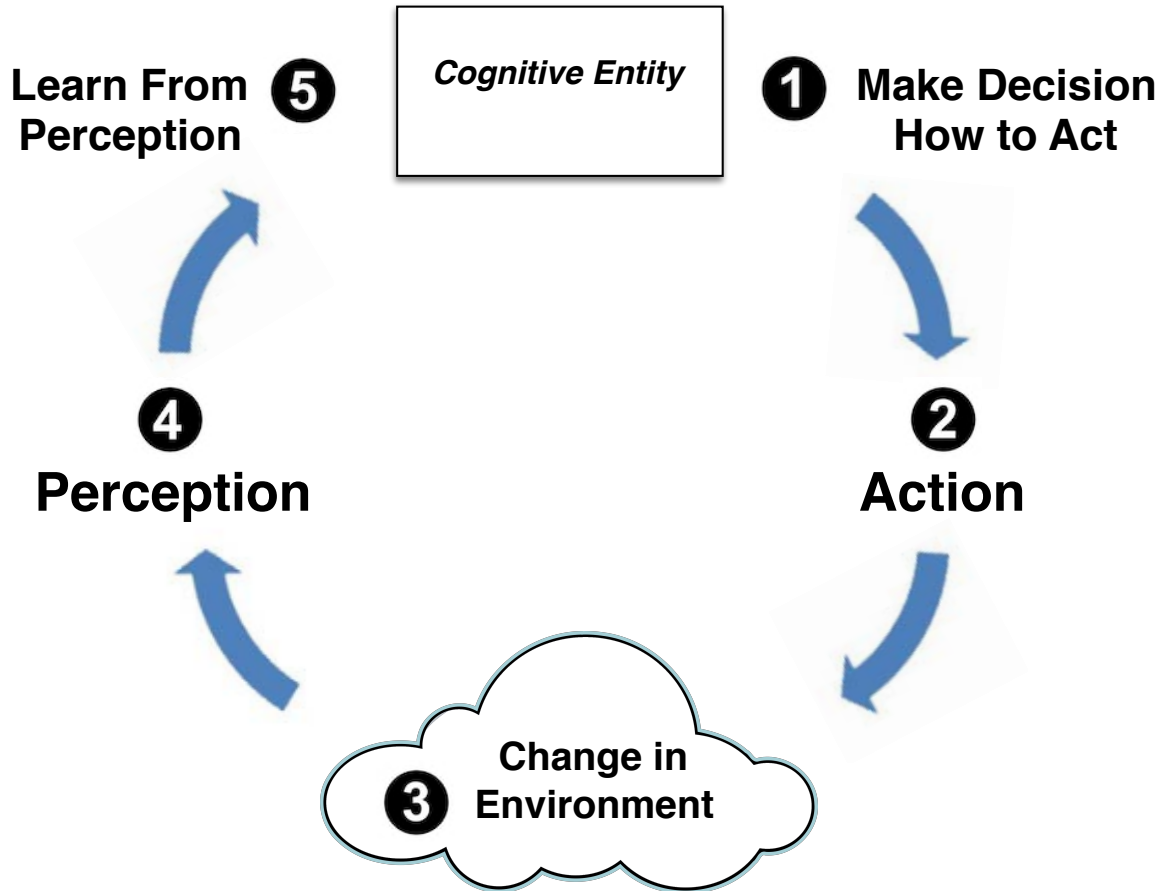 Cognitive Entity
1 Make Decision
How to Act
2
Action
3 Change in
Environment
4
Perception
5 Learn From
Perception